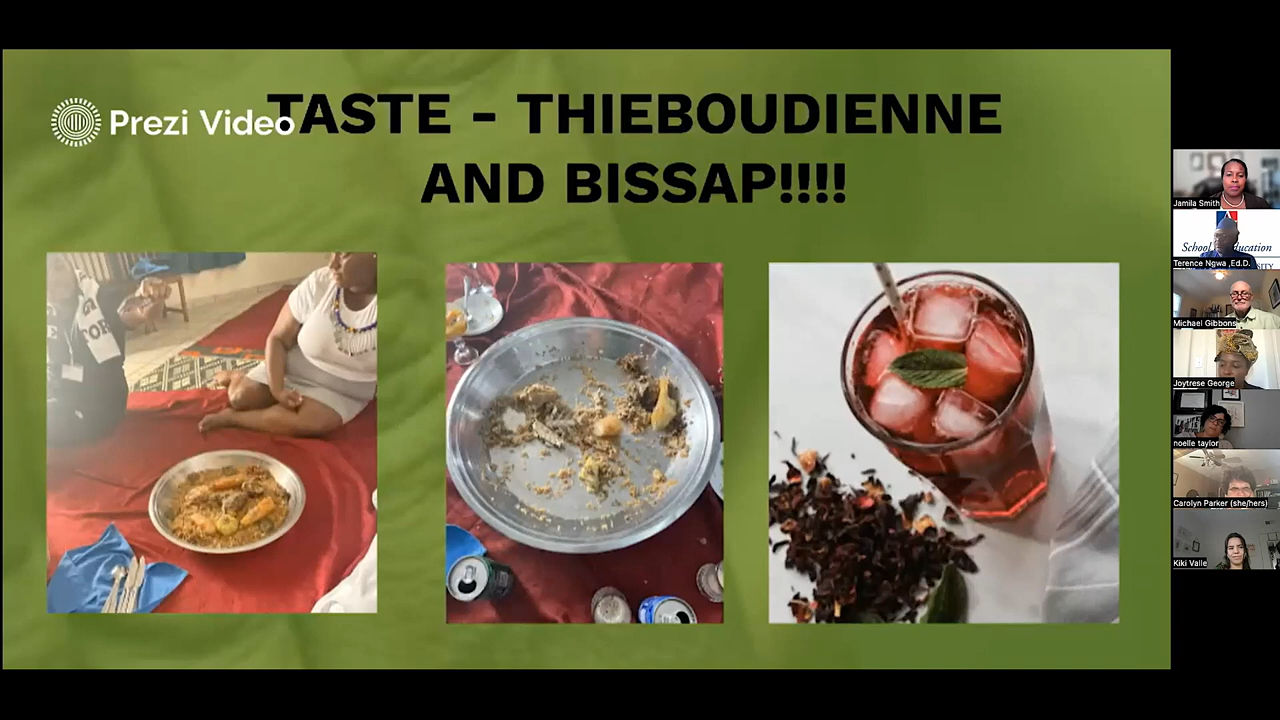 Prezi Video
TASTE - THIEBOUDIENNE
AND BISSAP!!!!
Jamila Smith
Terence Ngwa ,Ed.D.
Michael Gibbons
Joytrese George
noelle taylor
Carolyn Parker (she/hers)
Kiki Valle